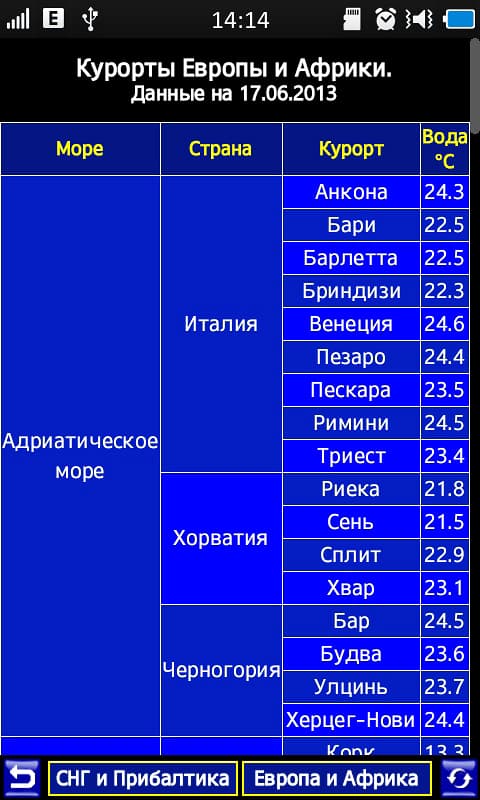 E
14:14
Курорты Европы и Африки.
Данные на 17.06.2013
Море Страна Курорт Вода °C
Адриатическое море
Италия
Анкона 24.3
Бари 22.5
Барлетта 22.5
Бриндизи 22.3
Венеция 24.6
Пезаро 24.4
Пескара 23.5
Римини 24.5
Триест 23.4
Хорватия
Риека 21.8
Сень 21.5
Сплит 22.9
Хвар 23.1
Черногория
Бар 24.5
Будва 23.6
Улцинь 23.7
Херцег-Нови 24.4
Корк 13.3
СНГ и Прибалтика
Европа и Африка